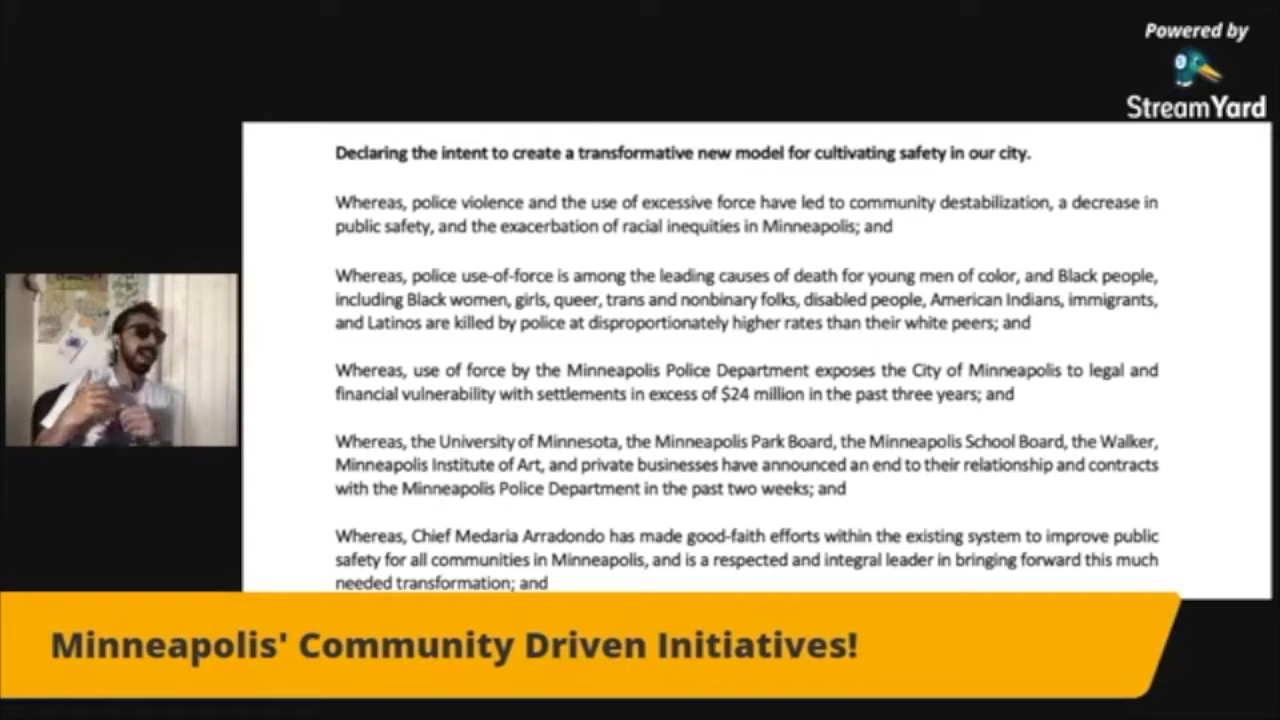 Powered by
StreamYard
Declaring the intent to create a transformative new model for cultivating safety in our city.
Whereas, police violence and the use of excessive force have led to community destabilization, a decrease in
public safety, and the exacerbation of racial inequities in Minneapolis; and
Whereas, police use-of-force is among the leading causes of death for young men of color, and Black people,
including Black women, girls, queer, trans and nonbinary folks, disabled people, American Indians, immigrants,
and Latinos are killed by police at disproportionately higher rates than their white peers; and
Whereas, use of force by the Minneapolis Police Department exposes the City of Minneapolis to legal and
financial vulnerability with settlements in excess of $24 million in the past three years; and
Whereas, the University of Minnesota, the Minneapolis Park Board, the Minneapolis School Board, the Walker,
Minneapolis Institute of Art, and private businesses have announced an end to their relationship and contracts
with the Minneapolis Police Department in the past two weeks; and
Whereas, Chief Medaria Arradondo has made good-faith efforts within the existing system to improve public
safety for all communities in Minneapolis, and is a respected and integral leader in bringing forward this much
needed transformation; and
Minneapolis' Community Driven Initiatives!